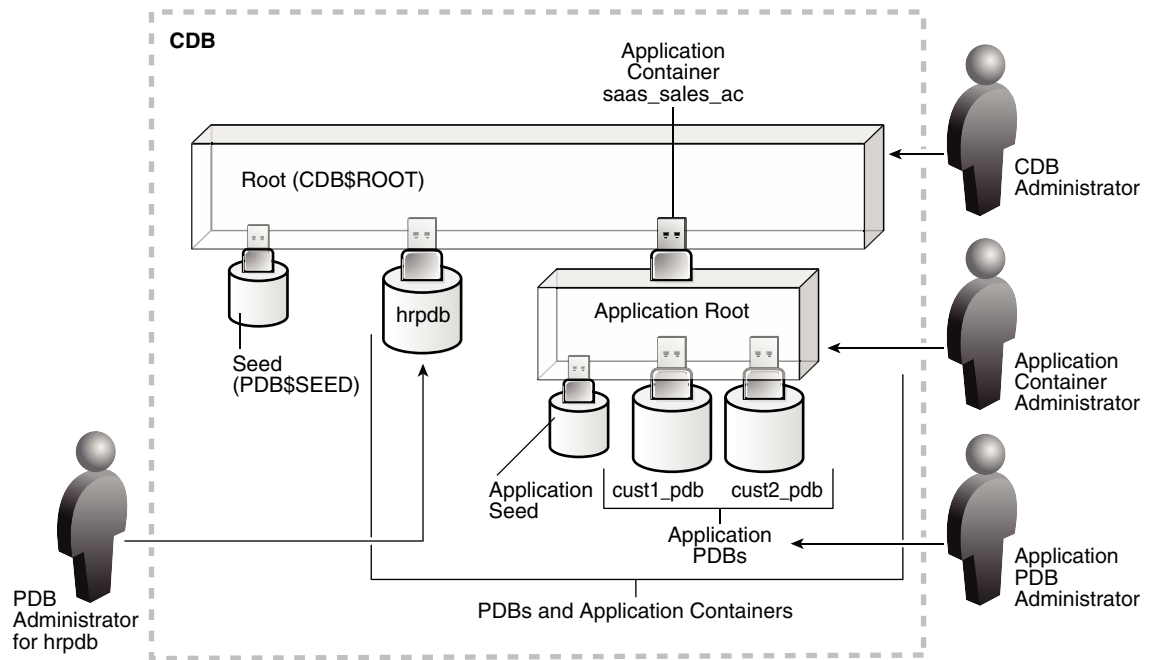 CDB
Application
Container
saas_sales_ac
Root (CDB$ROOT)
CDB
Administrator
hrpdb
Application Root
Seed
(PDB$SEED)
Application
Container
Administrator
Application
Seed
cust1_pdb
cust2_pdb
Application
PDBs
Application
PDB
Administrator
PDB
Administrator
for hrpdb
PDBs and Application Containers